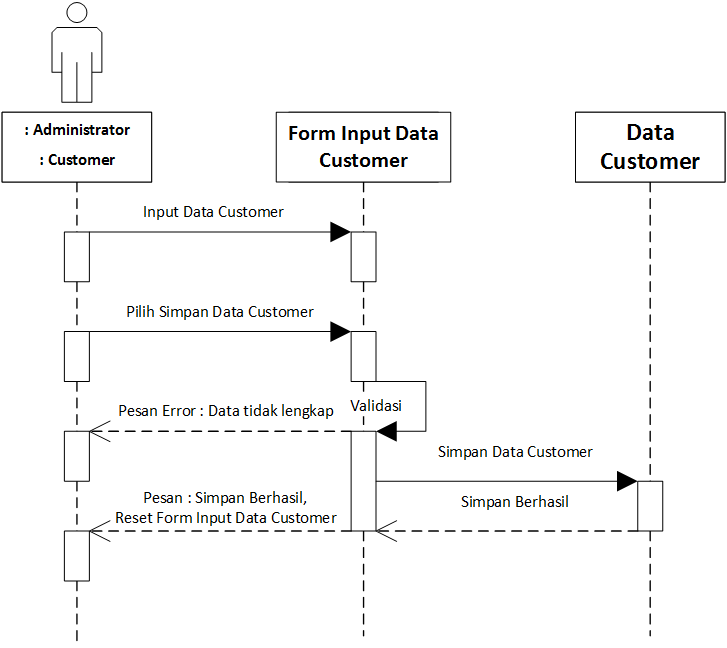 : Administrator
: Customer
Form Input Data
Customer
Data
Customer
Input Data Customer
Pilih Simpan Data Customer
Validasi
Pesan Error : Data tidak lengkap
Simpan Data Customer
Simpan Berhasil
Pesan : Simpan Berhasil,
Reset Form Input Data Customer